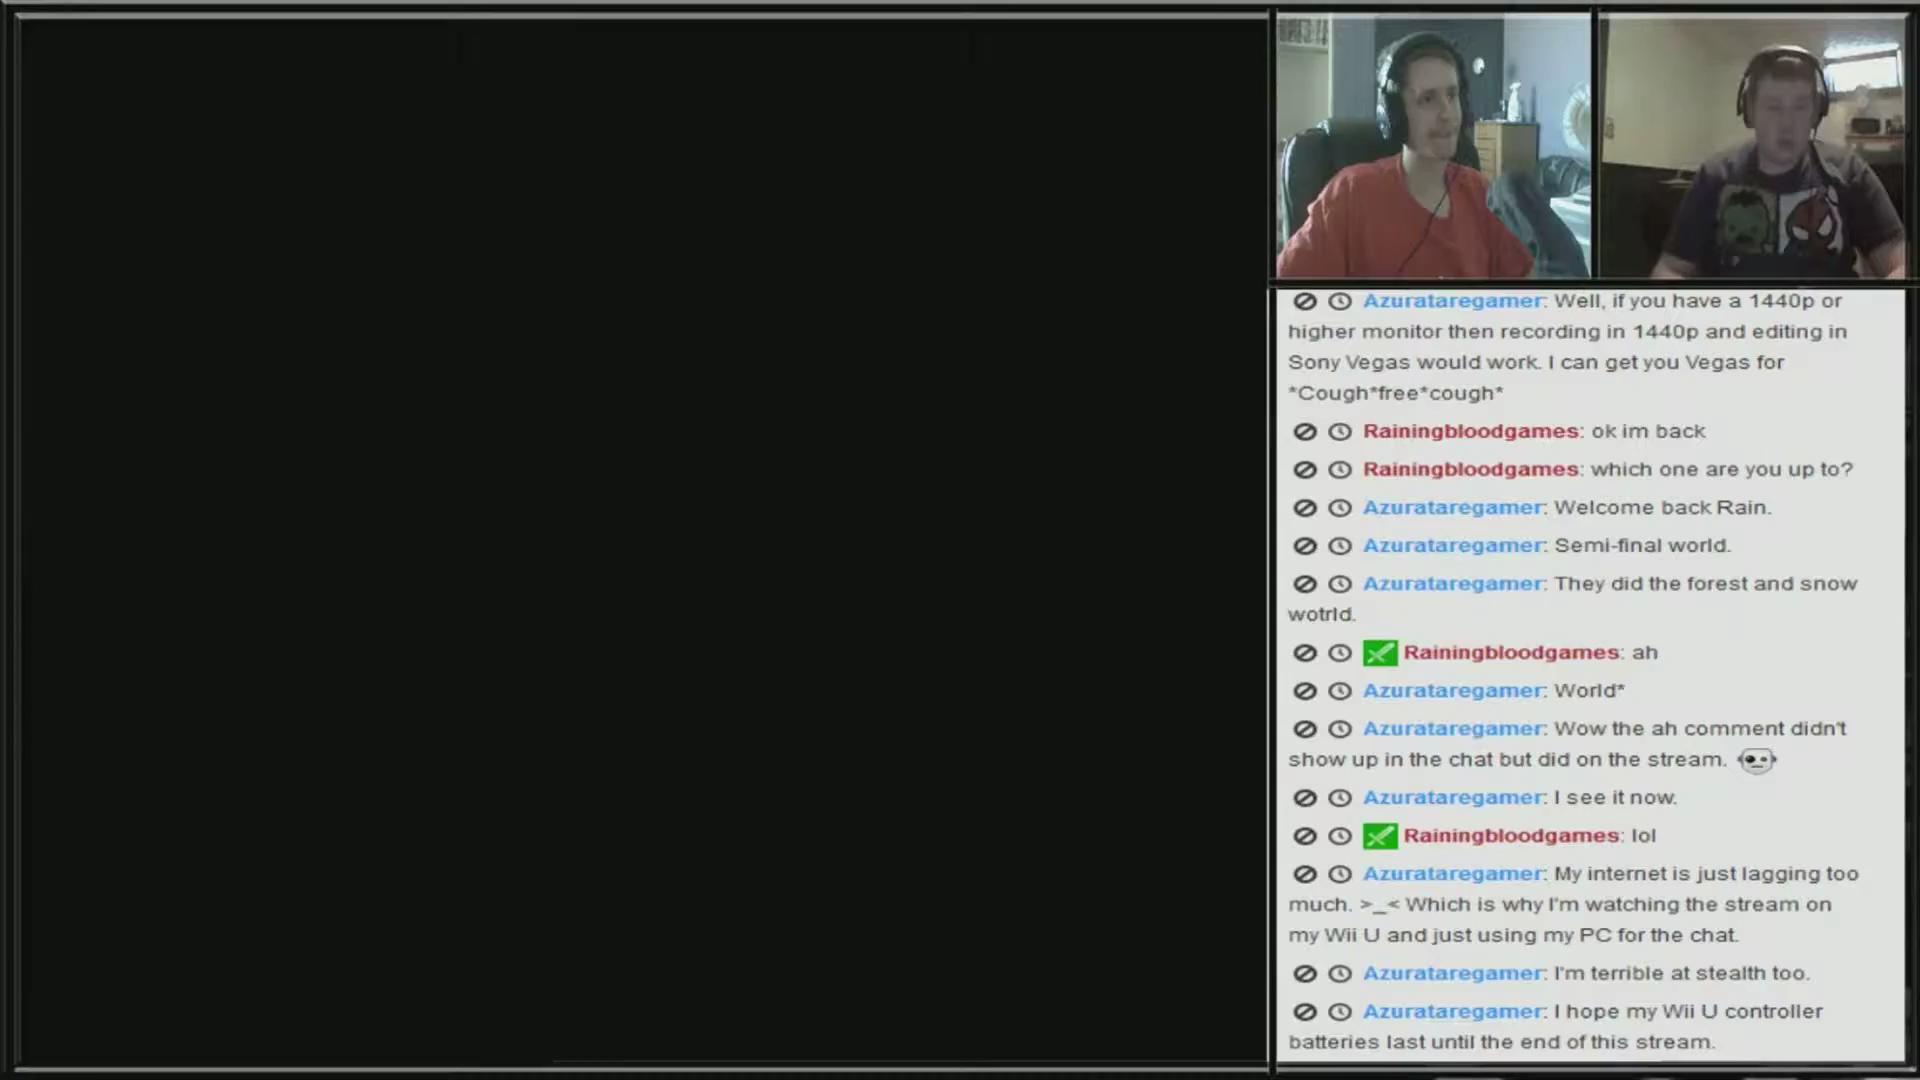 Azurataregamer: Well, if you have a 1440p or
higher monitor then recording in 1440p and editing in
Sony Vegas would work. I can get you Vegas for
*Cough*free*cough*
Rainingbloodgames: ok im back
Rainingbloodgames: which one are you up to?
Azurataregamer: Welcome back Rain.
Azurataregamer: Semi-final world.
Azurataregamer: They did the forest and snow
wotrld.
Rainingbloodgames: ah
Azurataregamer: World*
Azurataregamer: Wow the ah comment didn't
show up in the chat but did on the stream.
Azurataregamer: I see it now.
Rainingbloodgames: lol
Azurataregamer: My internet is just lagging too
much. >_< Which is why I'm watching the stream on
my Wii U and just using my PC for the chat.
Azurataregamer: I'm terrible at stealth too.
Azurataregamer: I hope my Wii U controller
batteries last until the end of this stream.